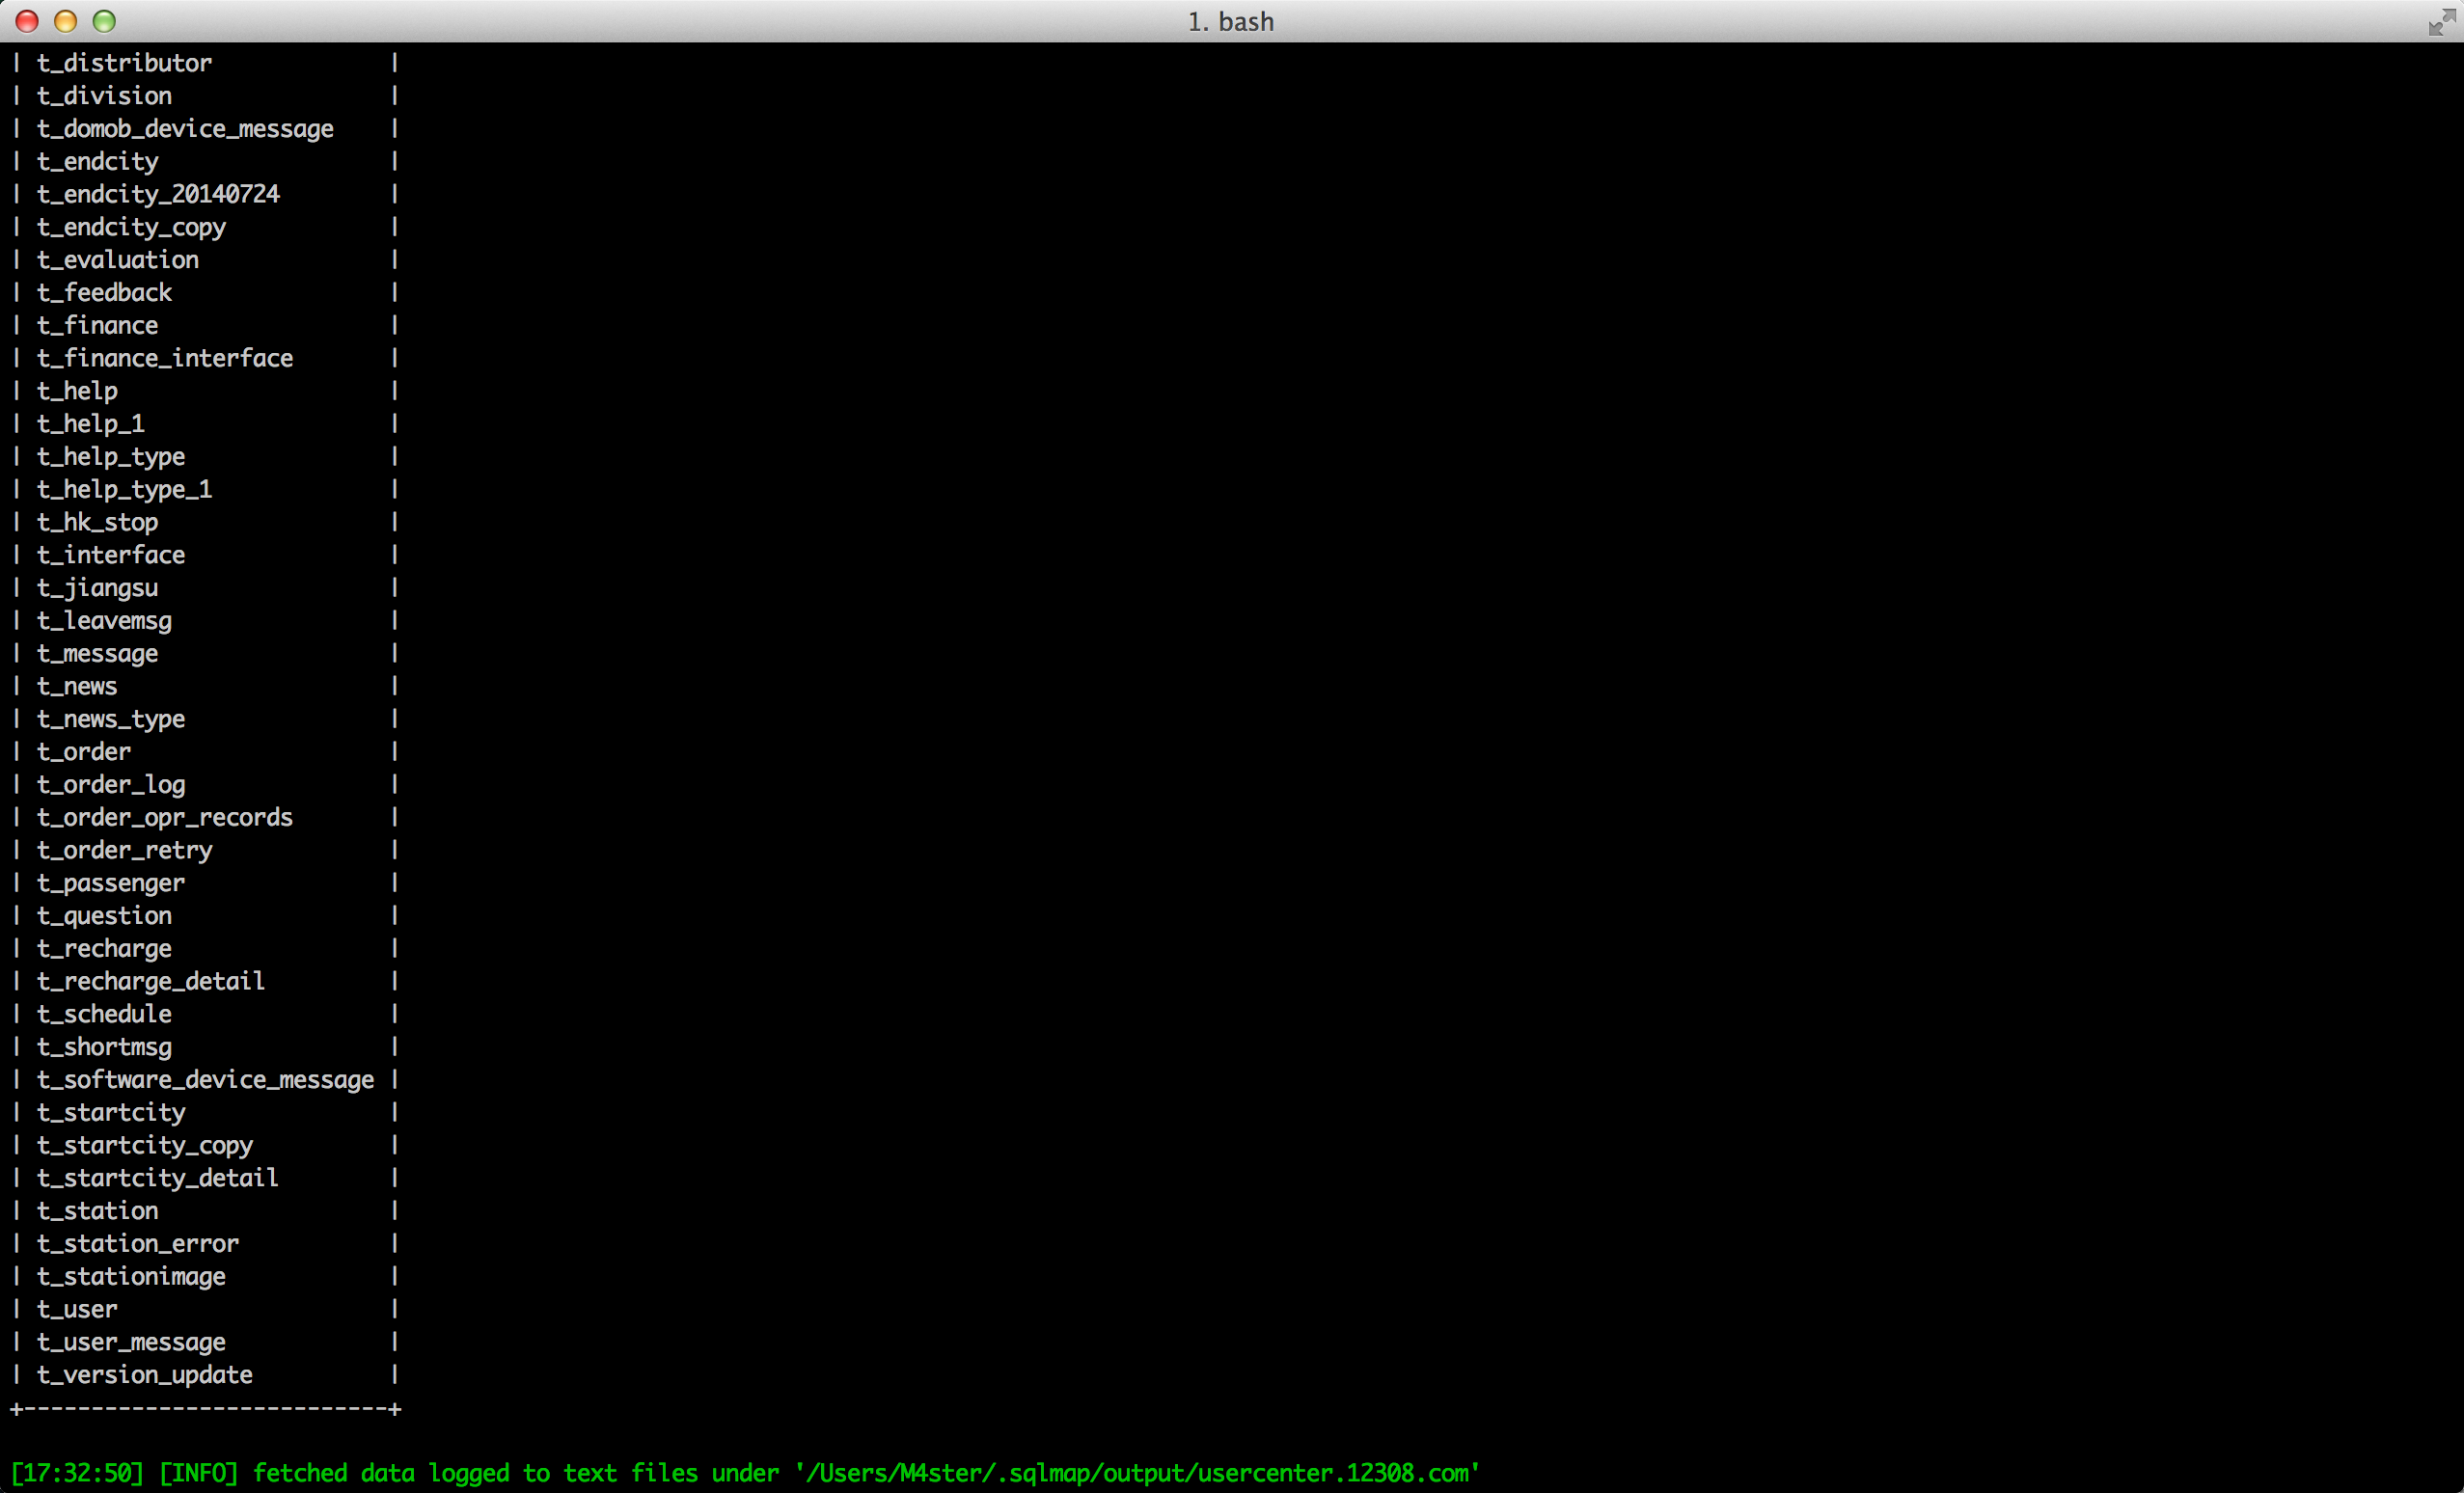 1. bash
| t_distributor             |
| t_division                |
| t_domob_device_message    |
| t_endcity                 |
| t_endcity_20140724        |
| t_endcity_copy            |
| t_evaluation              |
| t_feedback                |
| t_finance                 |
| t_finance_interface       |
| t_help                    |
| t_help_1                  |
| t_help_type               |
| t_help_type_1             |
| t_hk_stop                 |
| t_interface               |
| t_jiangsu                 |
| t_leavemsg                |
| t_message                 |
| t_news                    |
| t_news_type               |
| t_order                   |
| t_order_log               |
| t_order_opr_records       |
| t_order_retry             |
| t_passenger               |
| t_question                |
| t_recharge                |
| t_recharge_detail         |
| t_schedule                |
| t_shortmsg                |
| t_software_device_message |
| t_startcity               |
| t_startcity_copy          |
| t_startcity_detail        |
| t_station                 |
| t_station_error           |
| t_stationimage            |
| t_user                    |
| t_user_message            |
| t_version_update          |
+---------------------------+
[17:32:50] [INFO] fetched data logged to text files under '/Users/M4ster/.sqlmap/output/usercenter.12308.com'